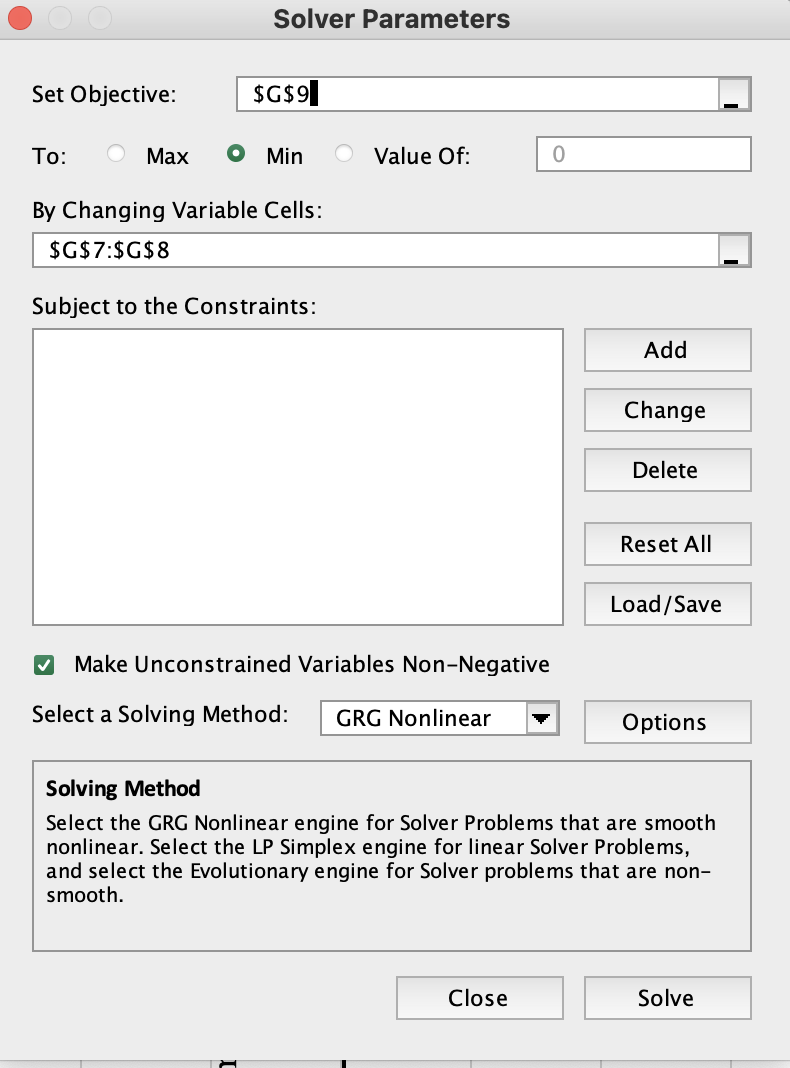 Solver Parameters
Set Objective: $G$9
To: Max Min Value Of: 0
By Changing Variable Cells:
$G$7:$G$8
Subject to the Constraints:
Add
Change
Delete
Reset All
Load/Save
Make Unconstrained Variables Non-Negative
Select a Solving Method: GRG Nonlinear Options
Solving Method
Select the GRG Nonlinear engine for Solver Problems that are smooth
nonlinear. Select the LP Simplex engine for linear Solver Problems,
and select the Evolutionary engine for Solver problems that are non-
smooth.
Close Solve